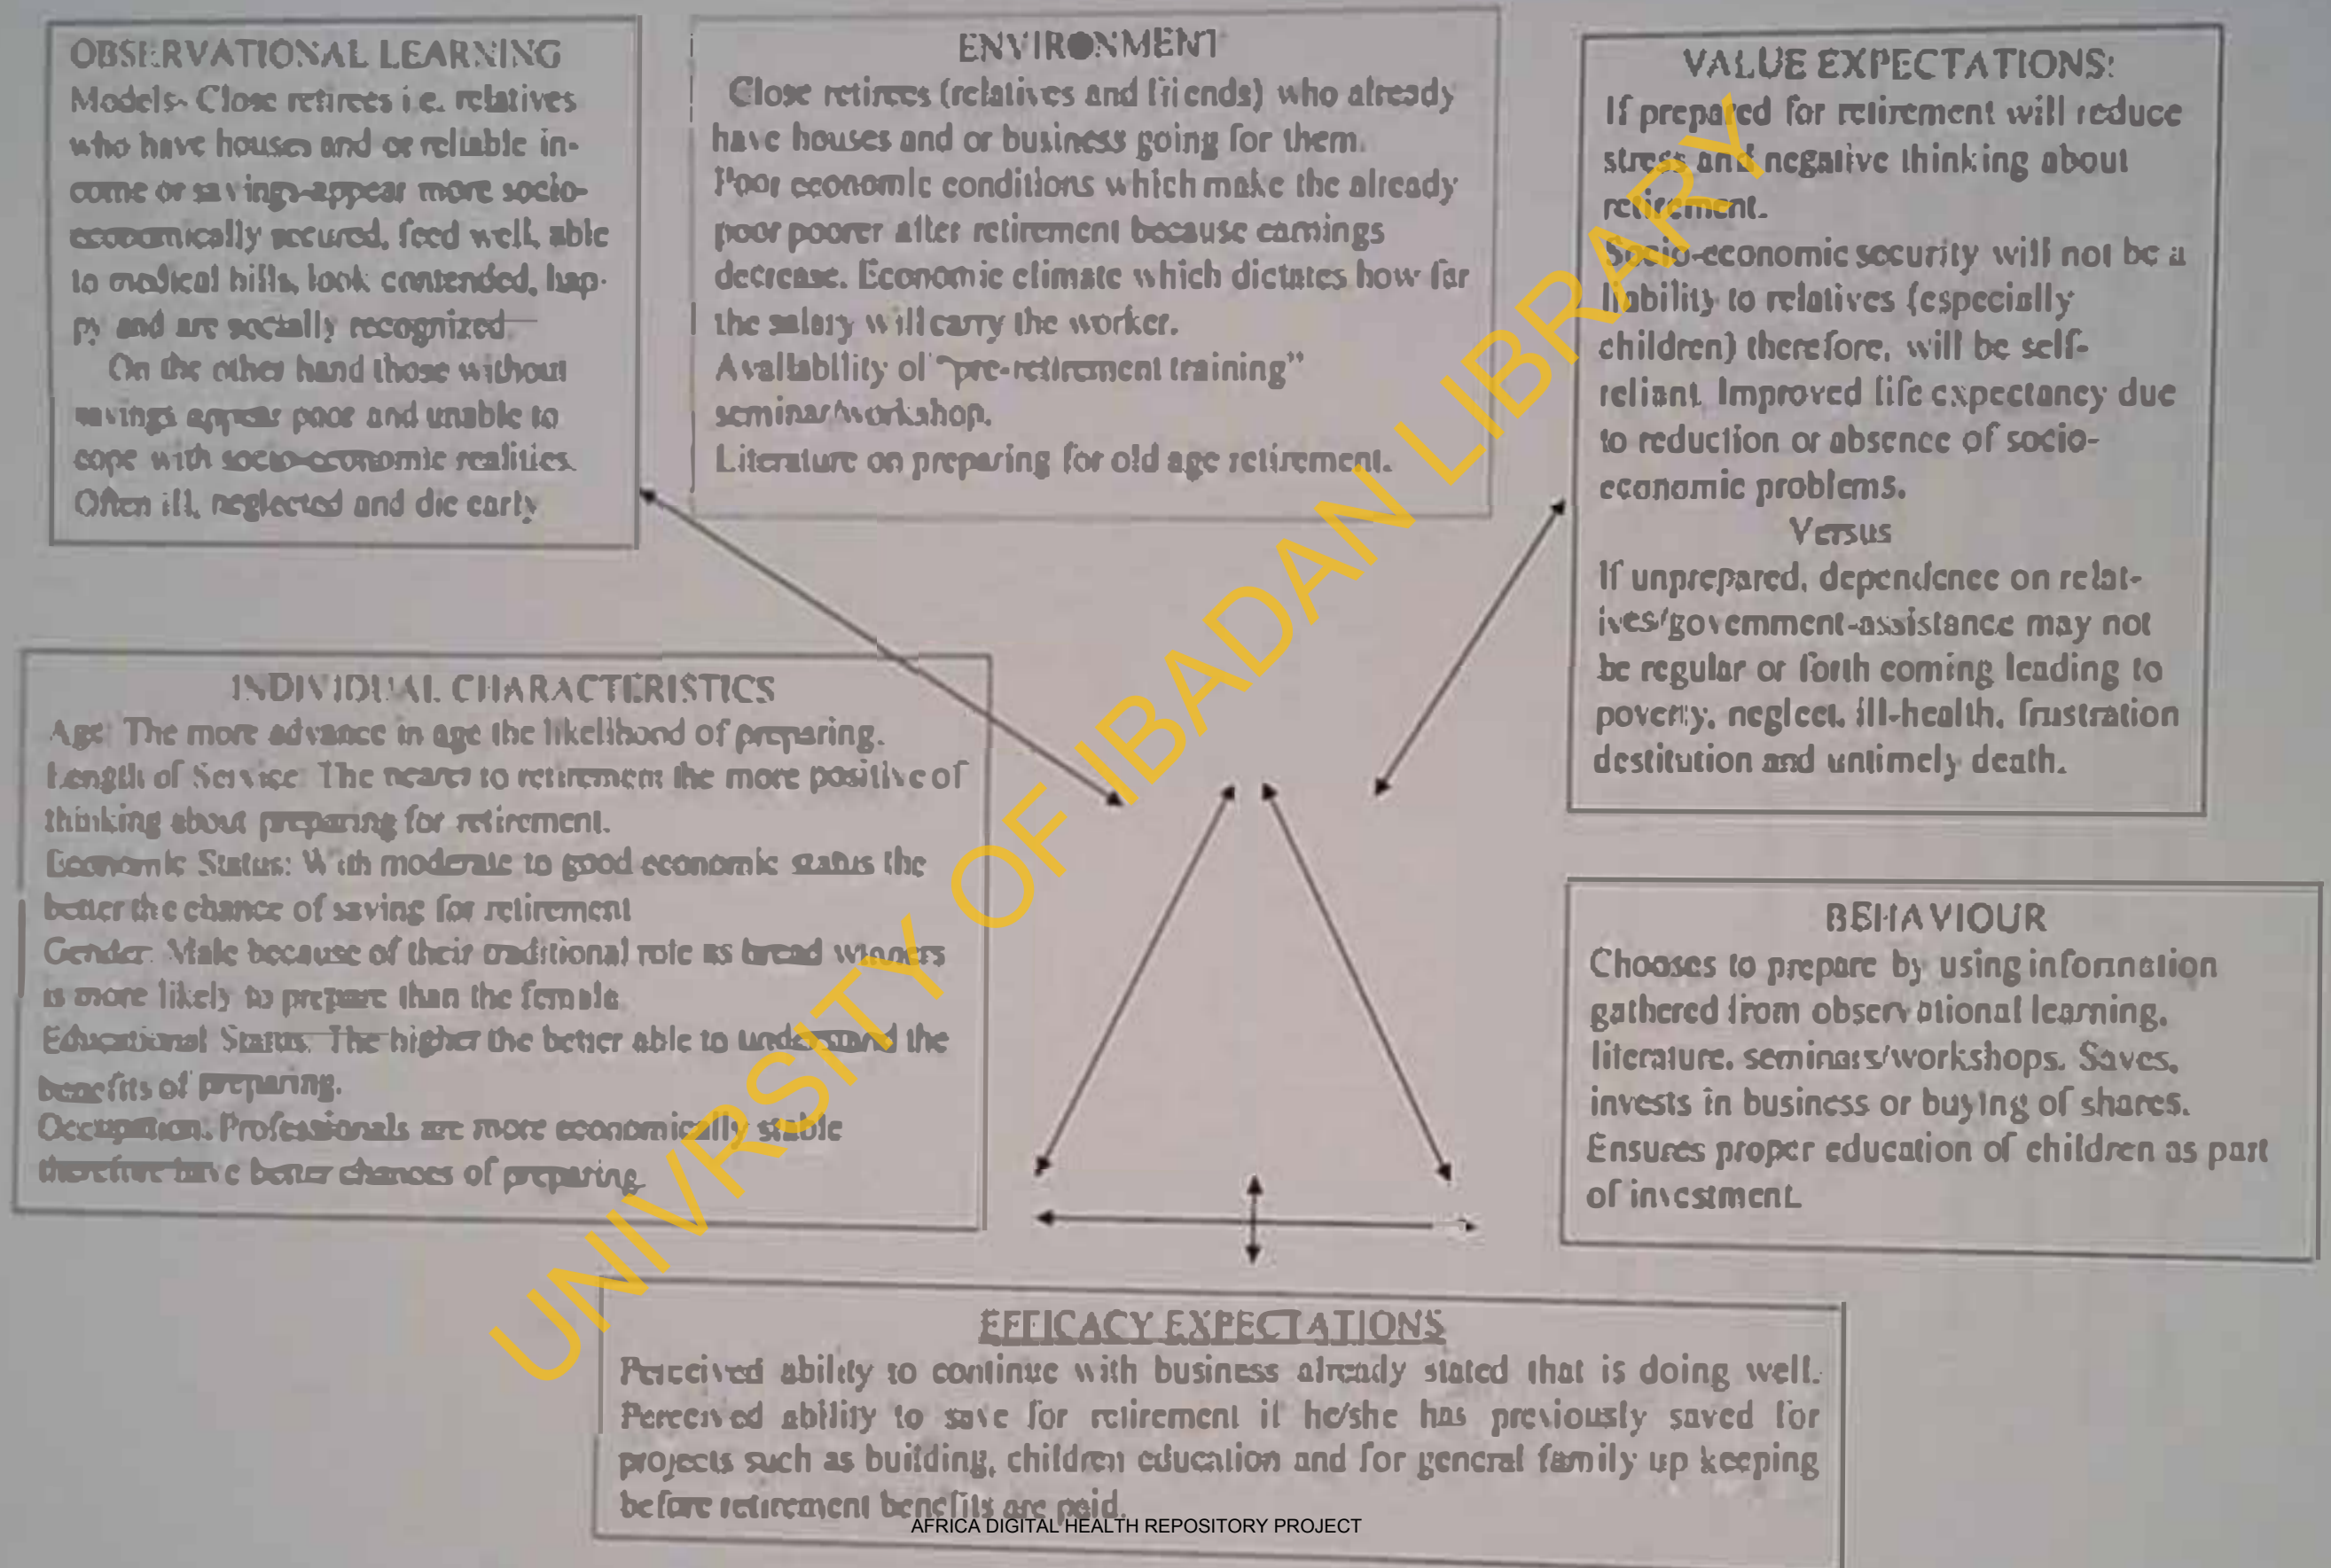 OBSERVATIONAL LEARNING
Models- Close retirees i.e. relatives
who have houses and or reliable in-
come or savings-appear more socio-
economically secured, feed well, able
to medical bills, look contended, hap-
py and are socially recognized.
On the other hand those without
savings appear poor and unable to
cope with socio-economic realities.
Often ill, neglected and die early
ENVIRONMENT
Close retirees (relatives and friends) who already
have houses and or business going for them.
Poor economic conditions which make the already
poor poorer after retirement because earnings
decrease. Economic climate which dictates how far
the salary will carry the worker.
Availability of "pre-retirement training"
seminar/workshop.
Literature on preparing for old age retirement.
VALUE EXPECTATIONS:
If prepared for retirement will reduce
stress and negative thinking about
retirement.
Socio-economic security will not be a
liability to relatives (especially
children) therefore, will be self-
reliant. Improved life expectancy due
to reduction or absence of socio-
economic problems.
Versus
If unprepared, dependence on relat-
ives/government-assistance may not
be regular or forth coming leading to
poverty, neglect, ill-health, frustration
destitution and untimely death.
INDIVIDUAL CHARACTERISTICS
Age: The more advance in age the likelihood of preparing.
Length of Service: The nearer to retirement the more positive of
thinking about preparing for retirement.
Economic Status: With moderate to good economic status the
better the chance of saving for retirement
Gender: Male because of their traditional role as bread winners
is more likely to prepare than the female.
Educational Status: The higher the better able to understand the
benefits of preparing.
Occupation: Professionals are more economically stable
therefore have better chances of preparing.
BEHAVIOUR
Chooses to prepare by using information
gathered from observational learning,
literature, seminars/workshops. Saves,
invests in business or buying of shares.
Ensures proper education of children as part
of investment.
EFFICACY EXPECTATIONS
Perceived ability to continue with business already stated that is doing well.
Perceived ability to save for retirement if he/she has previously saved for
projects such as building, children education and for general family up keeping
before retirement benefits are paid.
UNIVRSITY OF IBADAN LIBRARY
AFRICA DIGITAL HEALTH REPOSITORY PROJECT